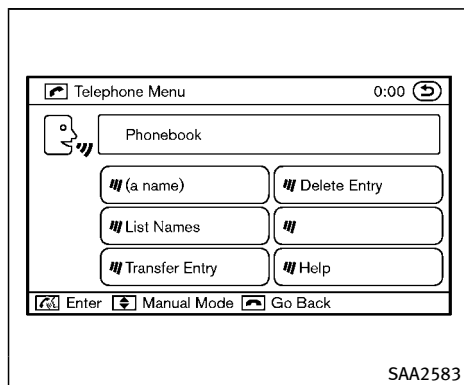 Telephone Menu 0:00
Phonebook
(a name) Delete Entry
List Names
Transfer Entry Help
Enter Manual Mode Go Back
SAA2583